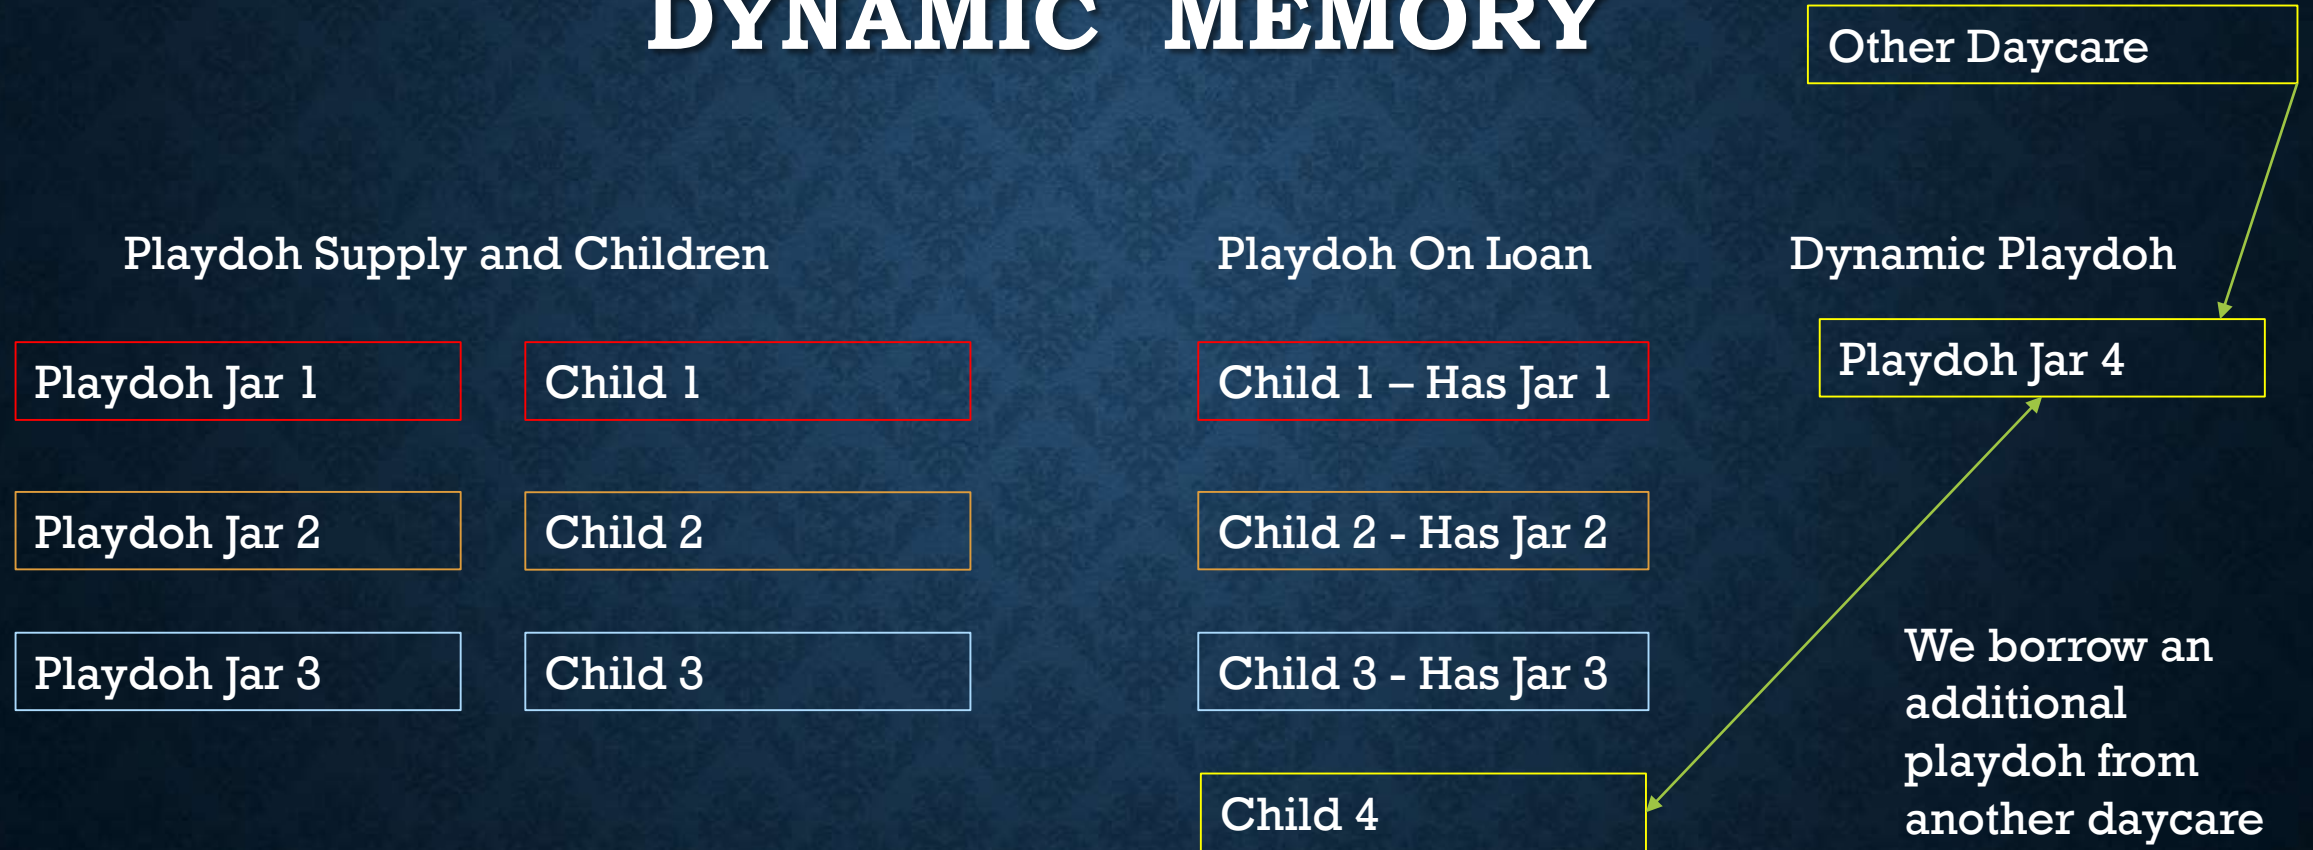 DYNAMIC MEMORY
Other Daycare
Playdoh Supply and Children
Playdoh On Loan
Dynamic Playdoh
Playdoh Jar 1
Child 1
Child 1 – Has Jar 1
Playdoh Jar 4
Playdoh Jar 2
Child 2
Child 2 - Has Jar 2
Playdoh Jar 3
Child 3
Child 3 - Has Jar 3
Child 4
We borrow an
additional
playdoh from
another daycare